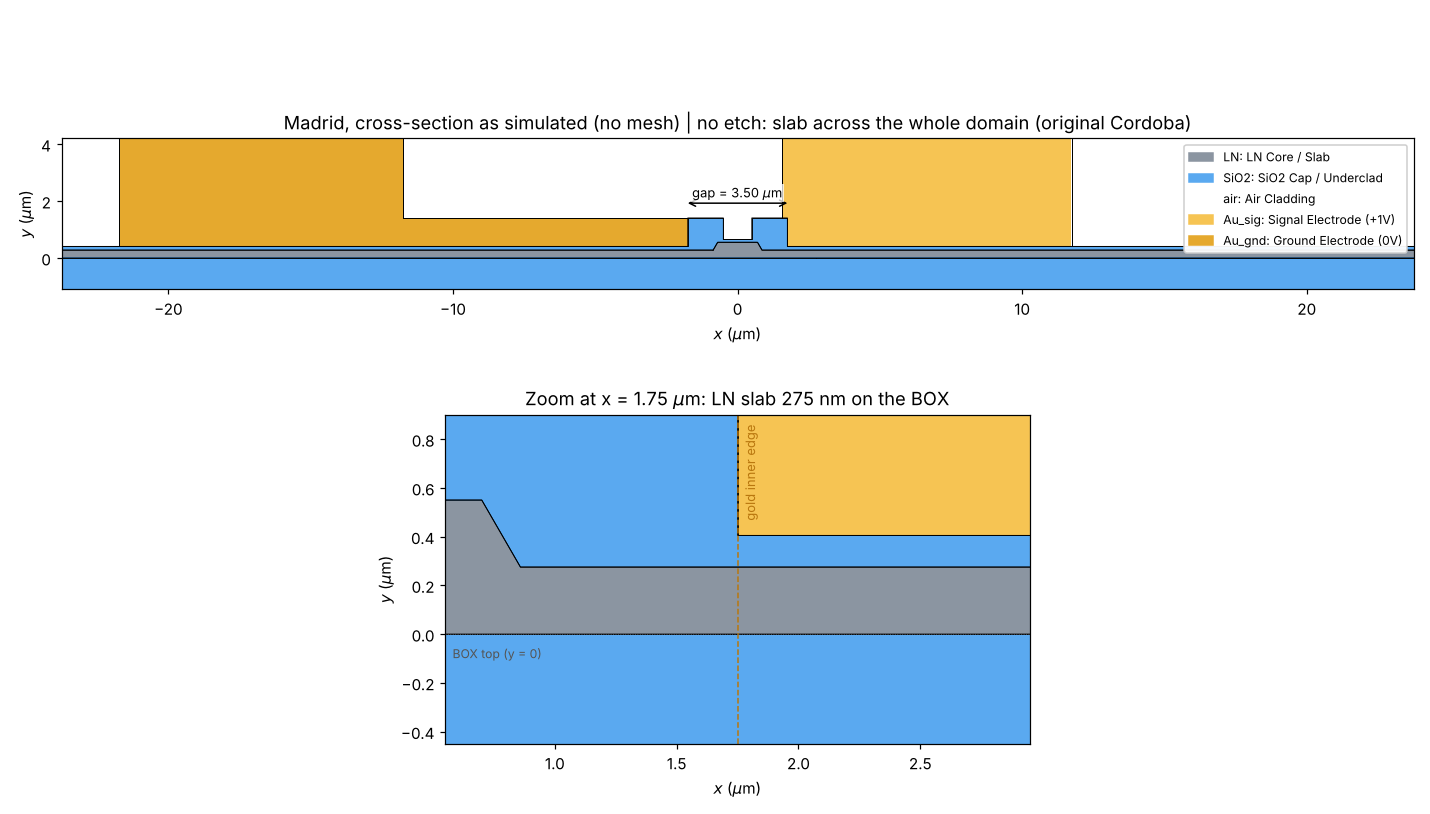 Madrid, cross-section as simulated (no mesh) | no etch: slab across the whole domain (original Cordoba)
4
2
0
y (μm)
gap = 3.50 μm
LN: LN Core / Slab
SiO2: SiO2 Cap / Underclad
air: Air Cladding
Au_sig: Signal Electrode (+1V)
Au_gnd: Ground Electrode (0V)
−20
−10
0
10
20
x (μm)
Zoom at x = 1.75 μm: LN slab 275 nm on the BOX
0.8
0.6
0.4
0.2
0.0
−0.2
−0.4
y (μm)
gold inner edge
BOX top (y = 0)
1.0
1.5
2.0
2.5
x (μm)